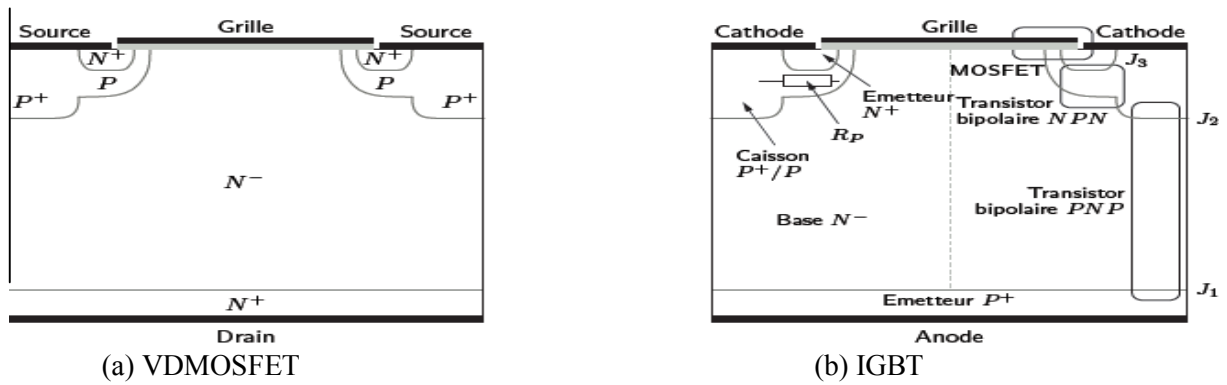 Source Grille Source
N+ N+
P P
P+ P+
N−
N+
Drain
(a) VDMOSFET
Cathode Grille Cathode
J3
MOSFET
Emetteur
N+
Transistor
bipolaire NPN
RP
J2
Caisson
P+/P
Transistor
bipolaire PNP
Base N−
J1
Emetteur P+
Anode
(b) IGBT